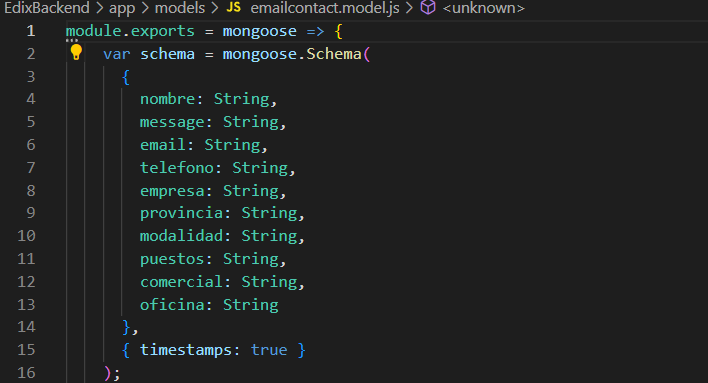 EdixBackend > app > models > JS emailcontact.model.js > <unknown>
1 module.exports = mongoose => {
2 var schema = mongoose.Schema(
3 {
4 nombre: String,
5 message: String,
6 email: String,
7 telefono: String,
8 empresa: String,
9 provincia: String,
10 modalidad: String,
11 puestos: String,
12 comercial: String,
13 oficina: String
14 },
15 { timestamps: true }
16 );